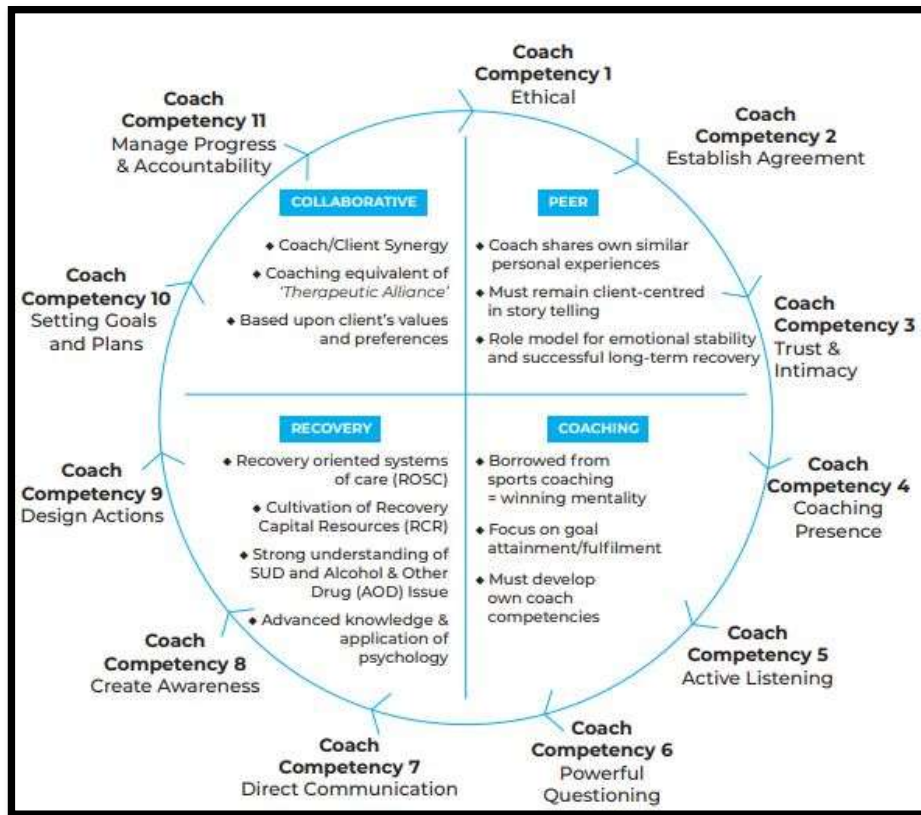 Coach
Competency 1
Ethical
Coach
Competency 2
Establish Agreement
Coach
Competency 3
Trust &
Intimacy
Coach
Competency 4
Coaching
Presence
Coach
Competency 5
Active Listening
Coach
Competency 6
Powerful
Questioning
Coach
Competency 7
Direct Communication
Coach
Competency 8
Create Awareness
Coach
Competency 9
Design Actions
Coach
Competency 10
Setting Goals
and Plans
Coach
Competency 11
Manage Progress
& Accountability
COLLABORATIVE
◆ Coach/Client Synergy
◆ Coaching equivalent of
‘Therapeutic Alliance’
◆ Based upon client’s values
and preferences
PEER
◆ Coach shares own similar
personal experiences
◆ Must remain client-centred
in story telling
◆ Role model for emotional stability
and successful long-term recovery
RECOVERY
◆ Recovery oriented systems
of care (ROSC)
◆ Cultivation of Recovery
Capital Resources (RCR)
◆ Strong understanding of
SUD and Alcohol & Other
Drug (AOD) Issue
◆ Advanced knowledge &
application of
psychology
COACHING
◆ Borrowed from
sports coaching
= winning mentality
◆ Focus on goal
attainment/fulfilment
◆ Must develop
own coach
competencies